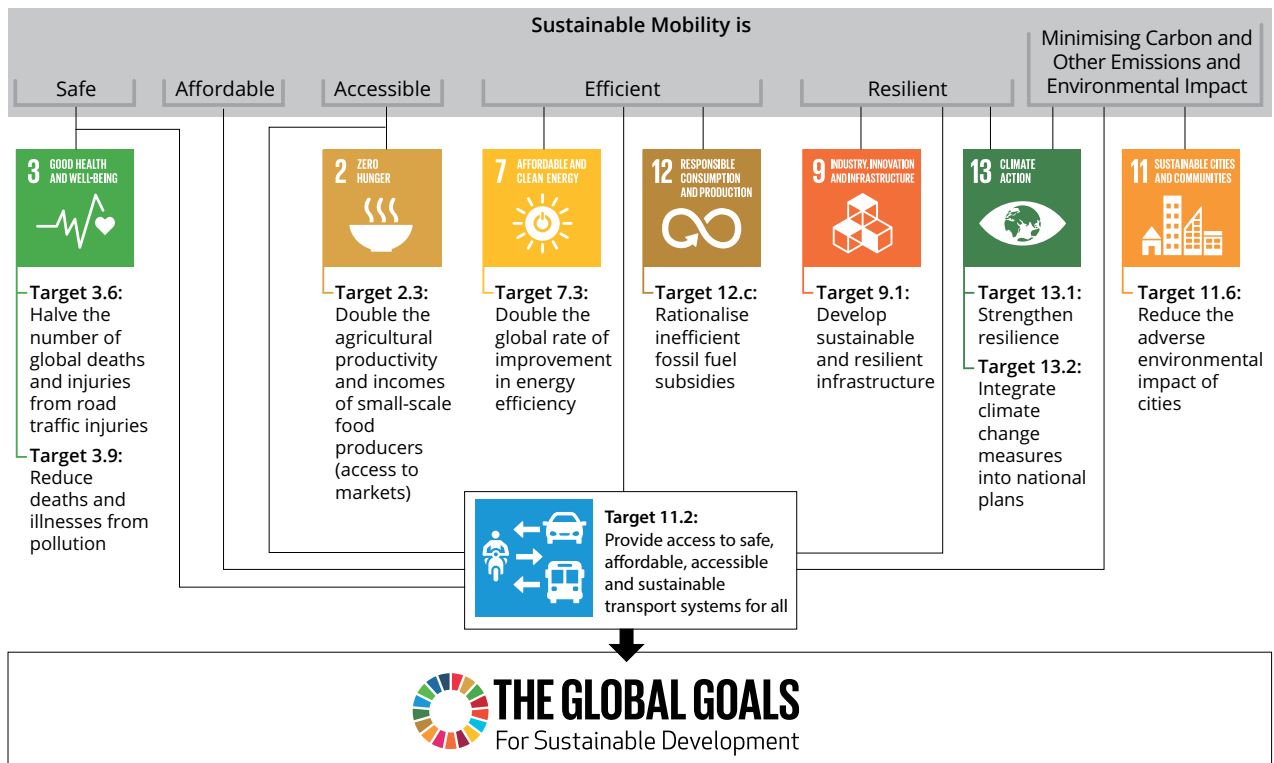 Sustainable Mobility is
Safe
Affordable
Accessible
Efficient
Resilient
Minimising Carbon and
Other Emissions and
Environmental Impact
3 GOOD HEALTH
AND WELL-BEING
2 ZERO
HUNGER
7 AFFORDABLE AND
CLEAN ENERGY
12 RESPONSIBLE
CONSUMPTION
AND PRODUCTION
9 INDUSTRY, INNOVATION
AND INFRASTRUCTURE
13 CLIMATE
ACTION
11 SUSTAINABLE CITIES
AND COMMUNITIES
Target 3.6:
Halve the
number of
global deaths
and injuries
from road
traffic injuries
Target 3.9:
Reduce
deaths and
illnesses from
pollution
Target 2.3:
Double the
agricultural
productivity
and incomes
of small-scale
food
producers
(access to
markets)
Target 7.3:
Double the
global rate of
improvement
in energy
efficiency
Target 12.c:
Rationalise
inefficient
fossil fuel
subsidies
Target 9.1:
Develop
sustainable
and resilient
infrastructure
Target 13.1:
Strengthen
resilience
Target 13.2:
Integrate
climate
change
measures
into national
plans
Target 11.6:
Reduce the
adverse
environmental
impact of
cities
Target 11.2:
Provide access to safe,
affordable, accessible
and sustainable
transport systems for all
THE GLOBAL GOALS
For Sustainable Development